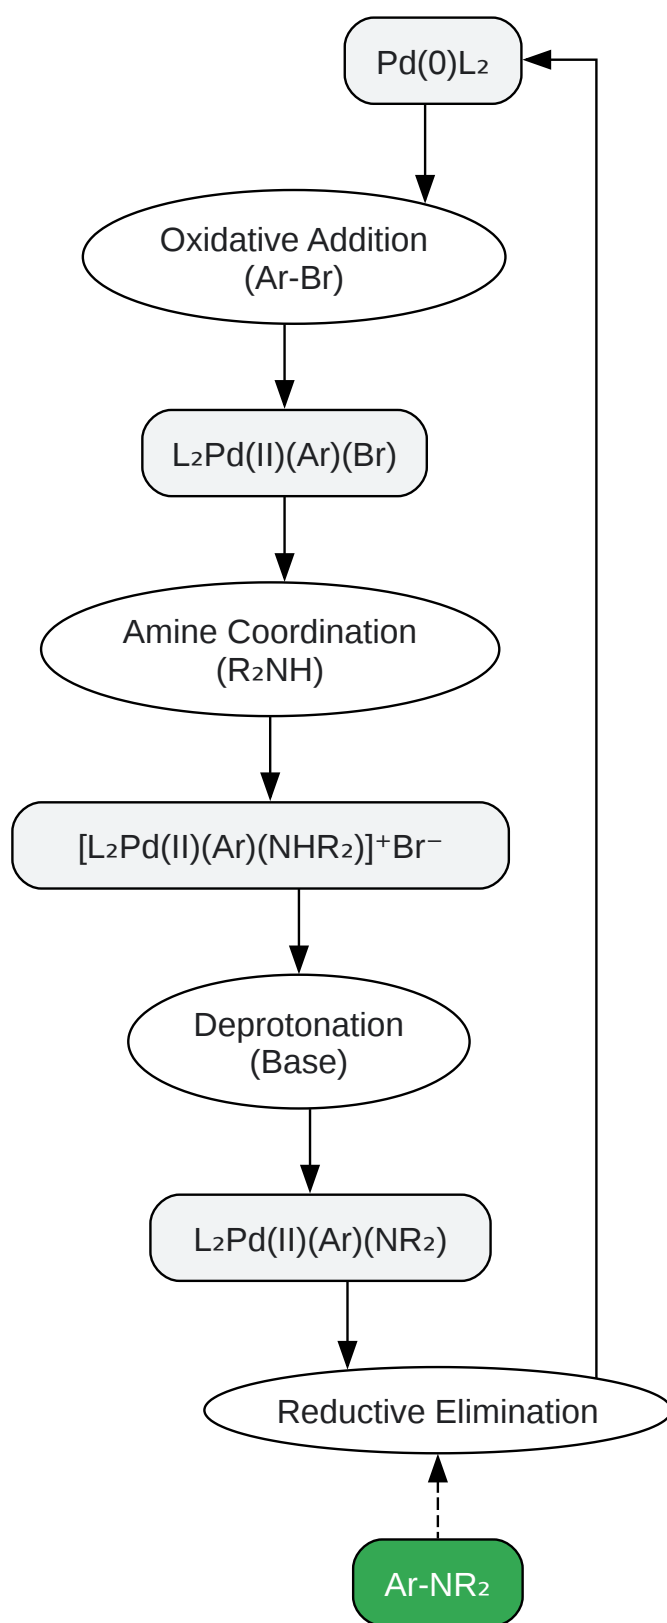 Pd(0)L₂
Oxidative Addition
(Ar-Br)
L₂Pd(II)(Ar)(Br)
Amine Coordination
(R₂NH)
[L₂Pd(II)(Ar)(NHR₂)]⁺Br⁻
Deprotonation
(Base)
L₂Pd(II)(Ar)(NR₂)
Reductive Elimination
Ar-NR₂